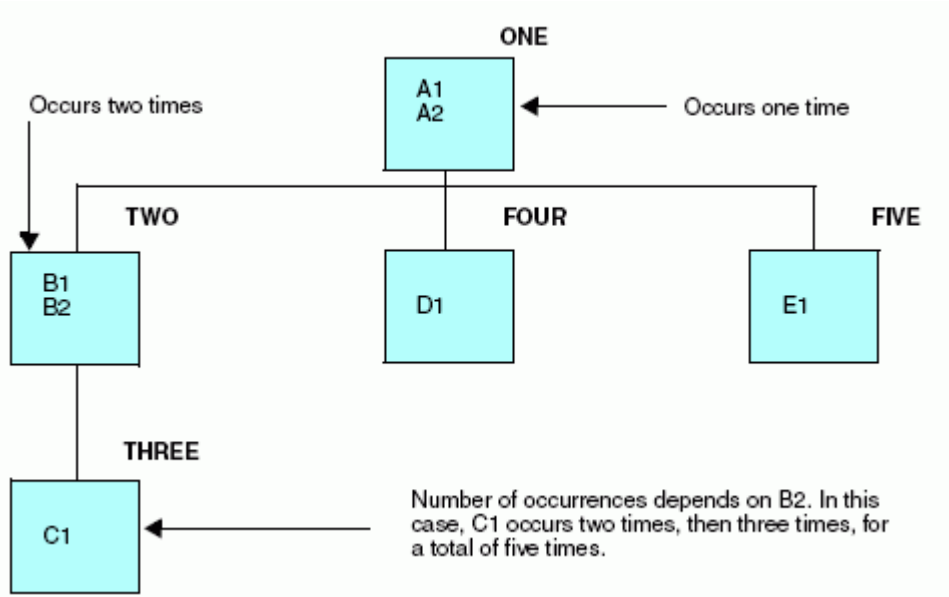 ONE
A1
A2
Occurs two times
Occurs one time
TWO
FOUR
FIVE
B1
B2
D1
E1
THREE
C1
Number of occurrences depends on B2. In this
case, C1 occurs two times, then three times, for
a total of five times.